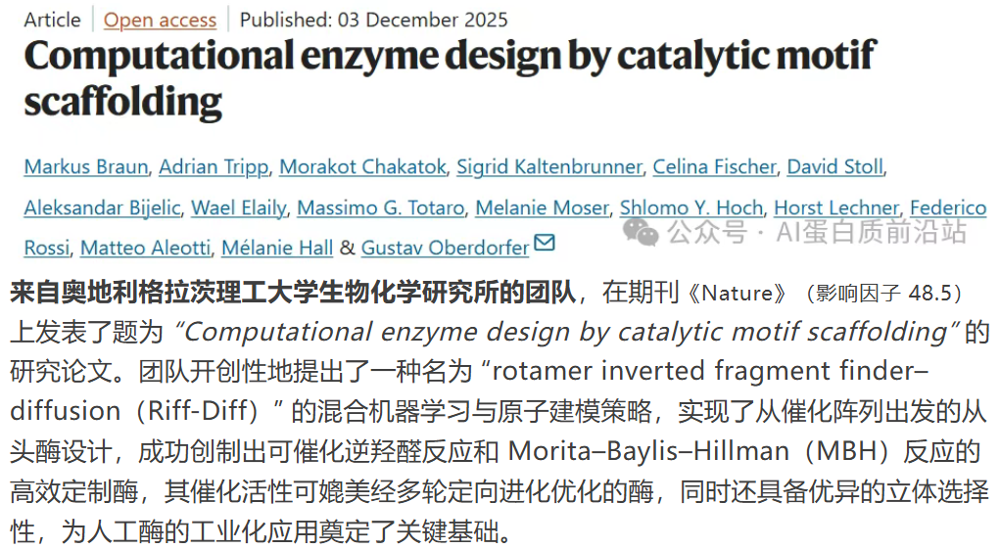 Article | Open access | Published: 03 December 2025
Computational enzyme design by catalytic motif
scaffolding
Markus Braun, Adrian Tripp, Morakot Chakatok, Sigrid Kaltenbrunner, Celina Fischer, David Stoll,
Aleksandar Bijelic, Wael Elaily, Massimo G. Totaro, Melanie Moser, Shlomo Y. Hoch, Horst Lechner, Federico
公众号 · AI蛋白质前沿站
Rossi, Matteo Aleotti, Mélanie Hall & Gustav Oberdorfer
来自奥地利格拉茨理工大学生物化学研究所的团队，在期刊《Nature》（影响因子 48.5）
上发表了题为 “Computational enzyme design by catalytic motif scaffolding” 的
研究论文。团队开创性地提出了一种名为 “rotamer inverted fragment finder–
diffusion（Riff-Diff）” 的混合机器学习与原子建模策略，实现了从催化阵列出发的从
头酶设计，成功创制出可催化逆羟醛反应和 Morita–Baylis–Hillman（MBH）反应的
高效定制酶，其催化活性可媲美经多轮定向进化优化的酶，同时还具备优异的立体选择
性，为人工酶的工业化应用奠定了关键基础。